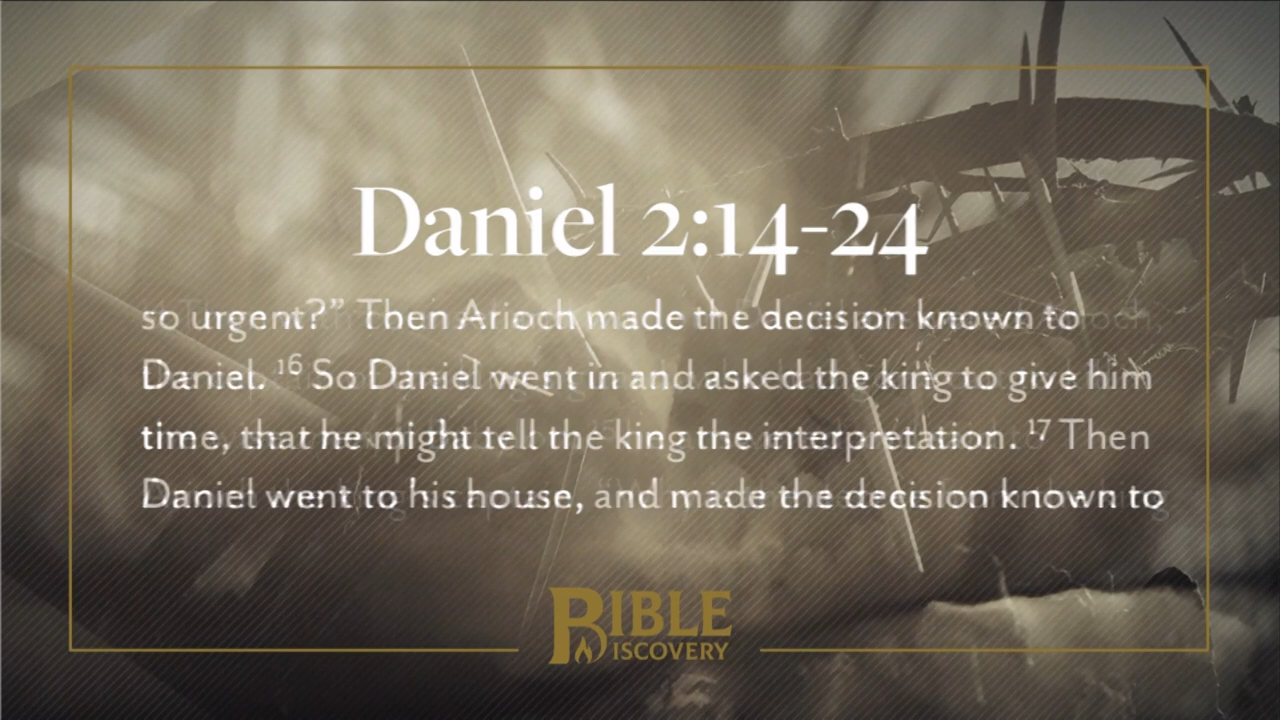 Daniel 2:14-24
so urgent?” Then Arioch made the decision known to
Daniel. 16 So Daniel went in and asked the king to give him
time, that he might tell the king the interpretation. 17 Then
Daniel went to his house, and made the decision known to
BIBLE
DISCOVERY